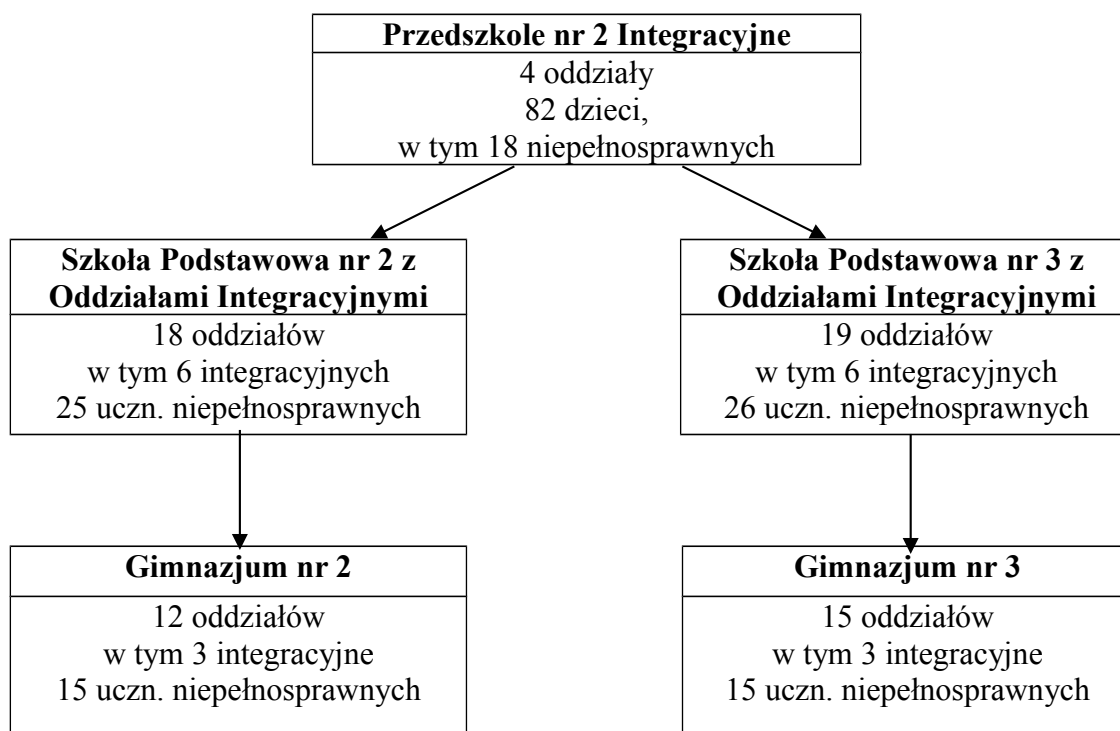 Przedszkole nr 2 Integracyjne
4 oddziały
82 dzieci,
w tym 18 niepełnosprawnych
Szkoła Podstawowa nr 2 z
Oddziałami Integracyjnymi
18 oddziałów
w tym 6 integracyjnych
25 uczn. niepełnosprawnych
Szkoła Podstawowa nr 3 z
Oddziałami Integracyjnymi
19 oddziałów
w tym 6 integracyjnych
26 uczn. niepełnosprawnych
Gimnazjum nr 2
12 oddziałów
w tym 3 integracyjne
15 uczn. niepełnosprawnych
Gimnazjum nr 3
15 oddziałów
w tym 3 integracyjne
15 uczn. niepełnosprawnych